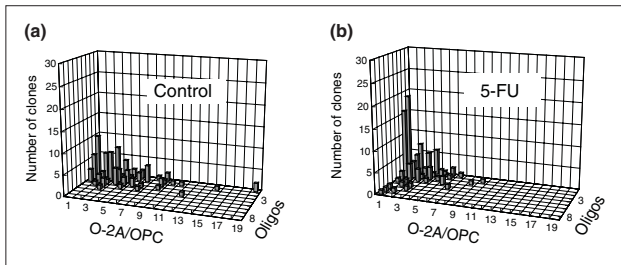 (a)
Control
Number of clones
30
25
20
15
10
5
0
1 3 5 7 9 11 13 15 17 19
O-2A/OPC
3
8
Oligos
(b)
5-FU
Number of clones
30
25
20
15
10
5
0
1 3 5 7 9 11 13 15 17 19
O-2A/OPC
3
8
Oligos